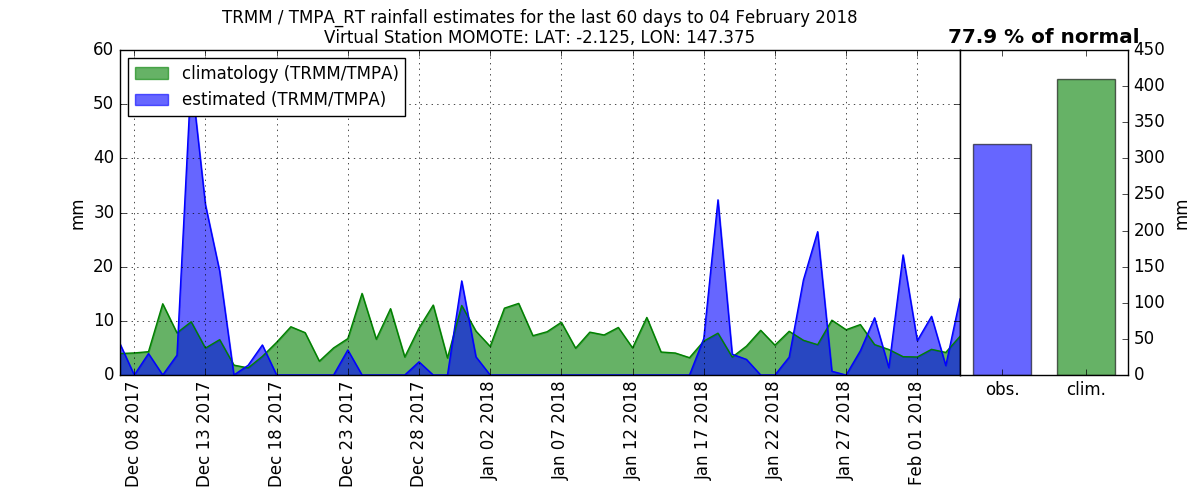 TRMM / TMPA_RT rainfall estimates for the last 60 days to 04 February 2018
Virtual Station MOMOTE: LAT: -2.125, LON: 147.375
77.9 % of normal
climatology (TRMM/TMPA)
estimated (TRMM/TMPA)
60
50
40
30
20
10
0
mm
Dec 08 2017
Dec 13 2017
Dec 18 2017
Dec 23 2017
Dec 28 2017
Jan 02 2018
Jan 07 2018
Jan 12 2018
Jan 17 2018
Jan 22 2018
Jan 27 2018
Feb 01 2018
450
400
350
300
250
200
150
100
50
0
mm
obs.
clim.